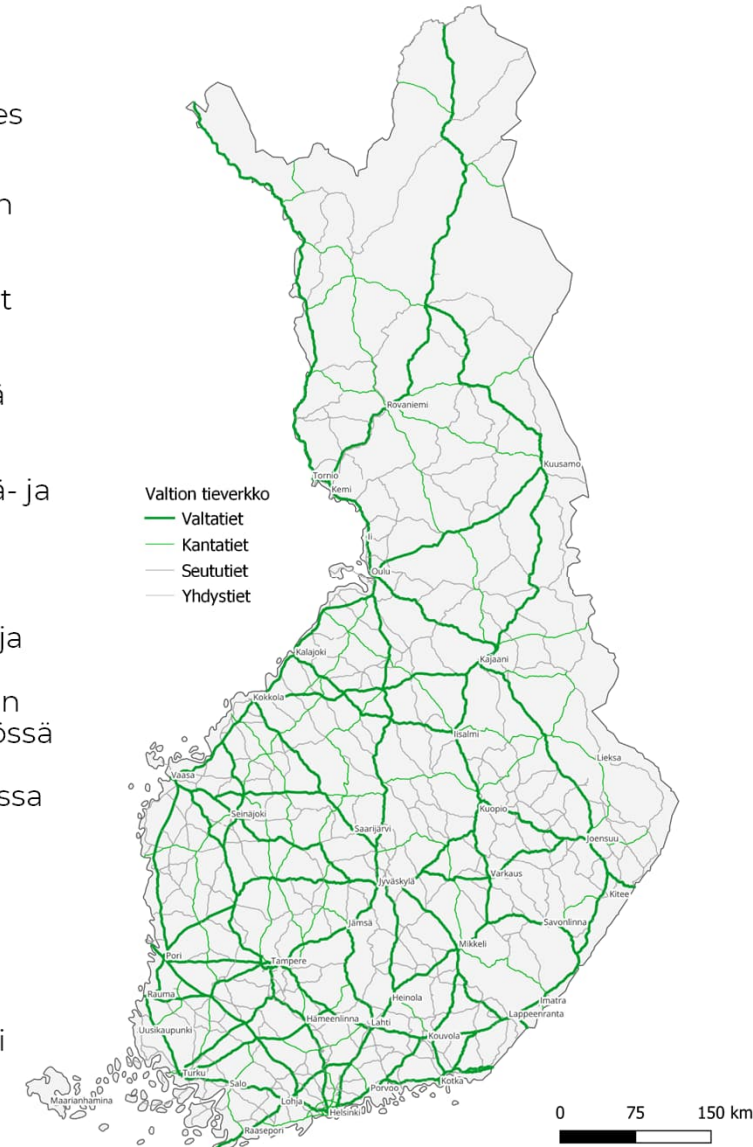 es
n
t
ä
ä- ja
ja
n
össä
ssa
i
Valtion tieverkko
Valtatiet
Kantatiet
Seututiet
Yhdystiet
Rovaniemi
Tornio
Kemi
Kuusamo
Ii
Oulu
Kalajoki
Kajaani
Kokkola
Iisalmi
Lieksa
Vaasa
Seinäjoki
Kuopio
Saarijärvi
Joensuu
Varkaus
Jyväskylä
Kitee
Jämsä
Savonlinna
Mikkeli
Pori
Tampere
Rauma
Heinola
Imatra
Lappeenranta
Hämeenlinna
Lahti
Uusikaupunki
Kouvola
Turku
Salo
Kotka
Porvoo
Maarianhamina
Lohja
Helsinki
Raasepori
0 75 150 km